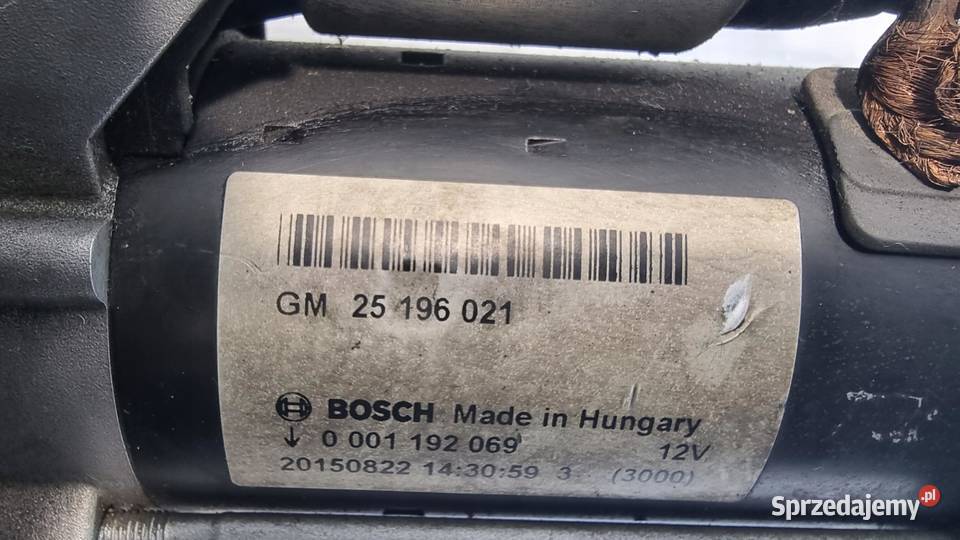 GM 25 196 021
BOSCH Made in Hungary
0 001 192 069 12V
20150822 14:30:59 3 (3000)
Sprzedajemy.pl